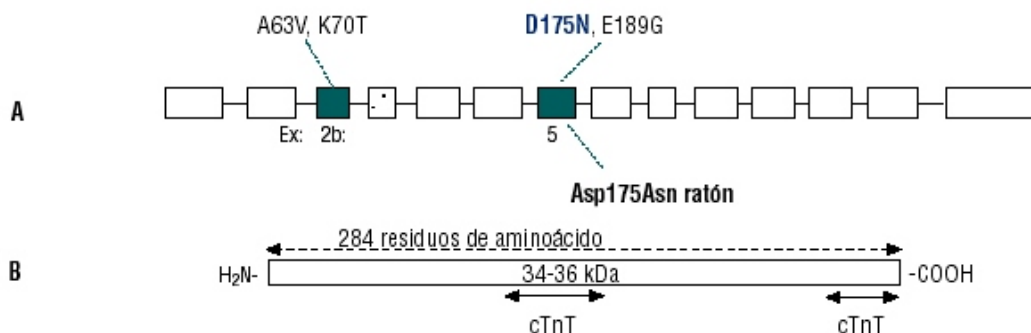 A63V, K70T
D175N, E189G
A
Ex: 2b: 5
Asp175Asn ratón
284 residuos de aminoácido
B
H₂N- 34-36 kDa -COOH
cTnT cTnT